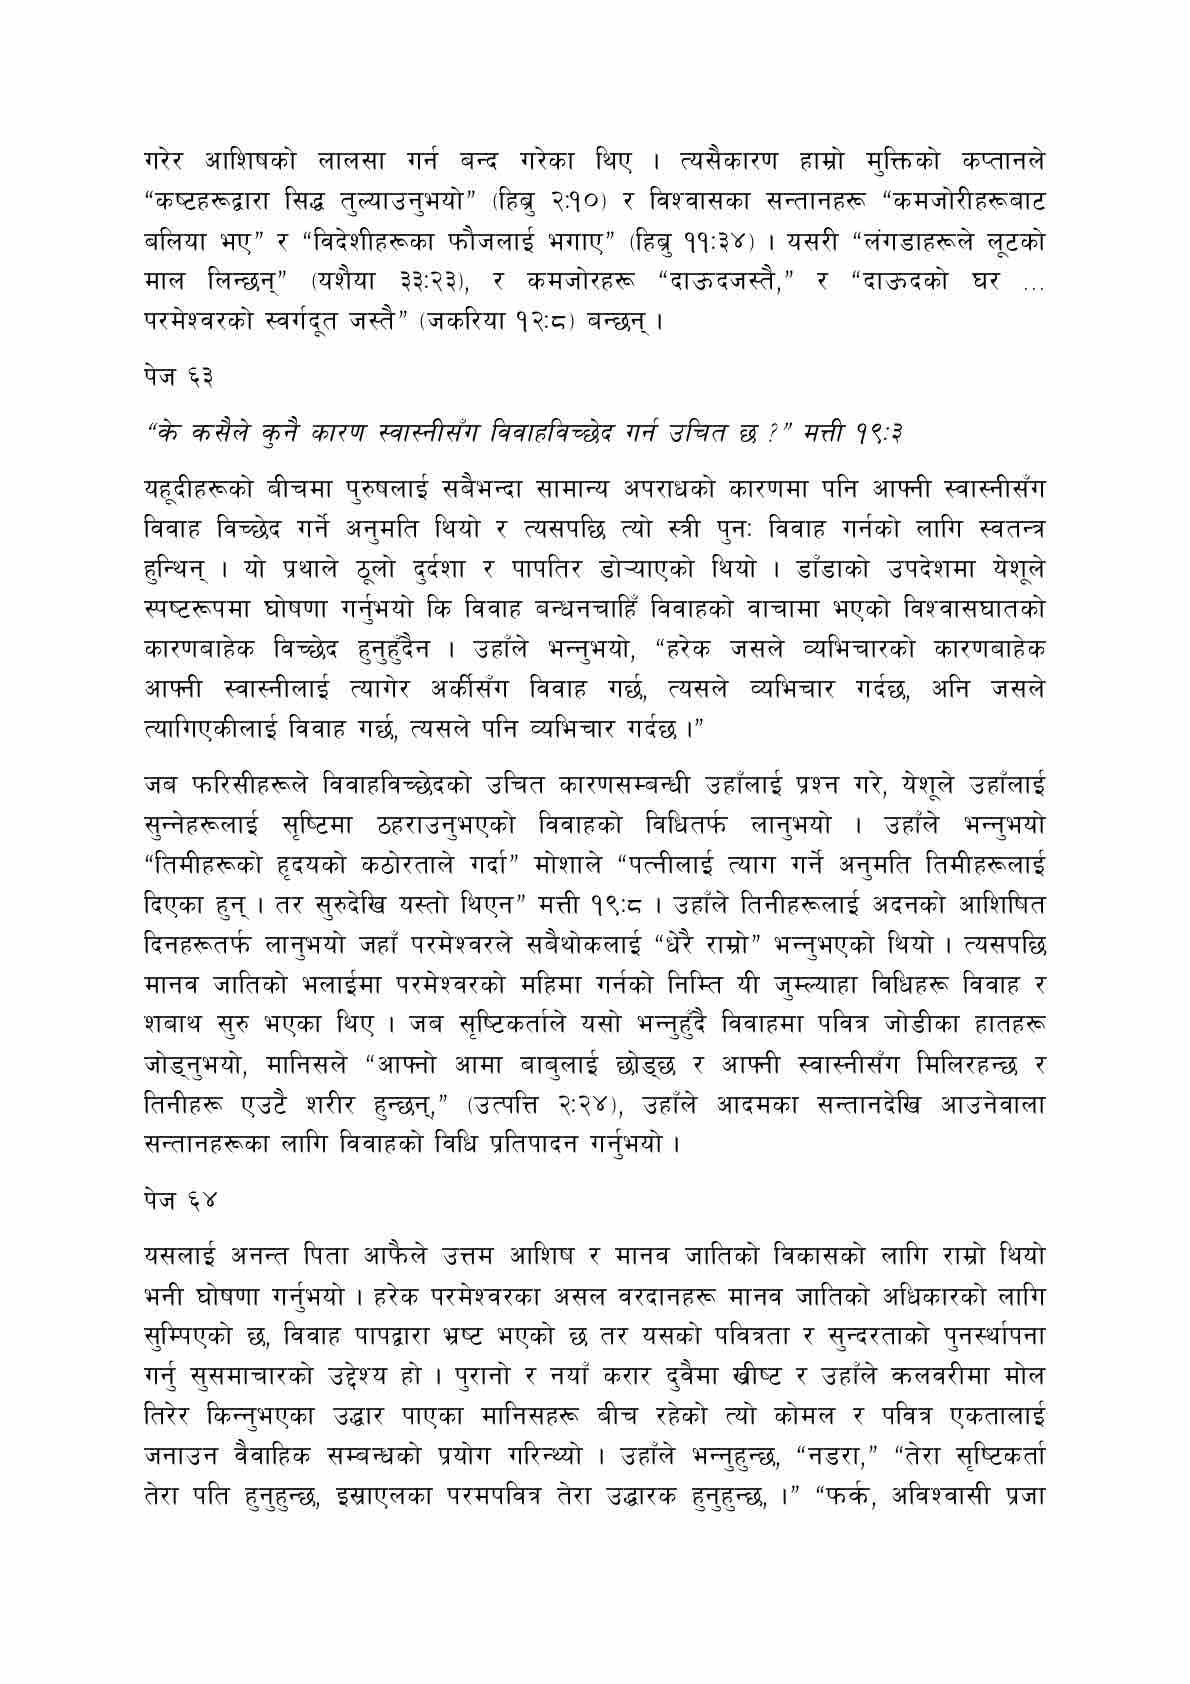 गरेर आशिषको लालसा गर्न बन्द गरेका थिए । त्यसैकारण हाम्रो मुक्तिको कप्तानले
“कष्टहरूद्वारा सिद्ध तुल्याउनुभयो” (हिब्रु २:१०) र विश्वासका सन्तानहरू “कमजोरीहरूबाट
बलिया भए” र “विदेशीहरूका फौजलाई भगाए” (हिब्रु ११:३४) । यसरी “लंगडाहरूले लूटको
माल लिन्छन्” (यशैया ३३:२३), र कमजोरहरू “दाऊदजस्तै,” र “दाऊदको घर ...
परमेश्वरको स्वर्गदूत जस्तै” (जकरिया १२:८) बन्छन् ।
पेज ६३
“के कसैले कुनै कारण स्वास्नीसँग विवाहविच्छेद गर्न उचित छ ?” मत्ती १९:३
यहूदीहरूको बीचमा पुरुषलाई सबैभन्दा सामान्य अपराधको कारणमा पनि आफ्नी स्वास्नीसँग
विवाह विच्छेद गर्ने अनुमति थियो र त्यसपछि त्यो स्त्री पुनः विवाह गर्नको लागि स्वतन्त्र
हुन्थिन् । यो प्रथाले ठूलो दुर्दशा र पापतिर डोऱ्याएको थियो । डाँडाको उपदेशमा येशूले
स्पष्टरूपमा घोषणा गर्नुभयो कि विवाह बन्धनचाहिँ विवाहको वाचामा भएको विश्वासघातको
कारणबाहेक विच्छेद हुनुहुँदैन । उहाँले भन्नुभयो, “हरेक जसले व्यभिचारको कारणबाहेक
आफ्नी स्वास्नीलाई त्यागेर अर्कीसँग विवाह गर्छ, त्यसले व्यभिचार गर्दछ, अनि जसले
त्यागिएकीलाई विवाह गर्छ, त्यसले पनि व्यभिचार गर्दछ ।”
जब फरिसीहरूले विवाहविच्छेदको उचित कारणसम्बन्धी उहाँलाई प्रश्न गरे, येशूले उहाँलाई
सुन्नेहरूलाई सृष्टिमा ठहराउनुभएको विवाहको विधितर्फ लानुभयो । उहाँले भन्नुभयो
“तिमीहरूको हृदयको कठोरताले गर्दा” मोशाले “पत्नीलाई त्याग गर्ने अनुमति तिमीहरूलाई
दिएका हुन् । तर सुरुदेखि यस्तो थिएन” मत्ती १९:८ । उहाँले तिनीहरूलाई अदनको आशिषित
दिनहरूतर्फ लानुभयो जहाँ परमेश्वरले सबैथोकलाई “धेरै राम्रो” भन्नुभएको थियो । त्यसपछि
मानव जातिको भलाईमा परमेश्वरको महिमा गर्नको निम्ति यी जुम्ल्याहा विधिहरू विवाह र
शबाथ सुरु भएका थिए । जब सृष्टिकर्ताले यसो भन्नुहुँदै विवाहमा पवित्र जोडीका हातहरू
जोड्नुभयो, मानिसले “आफ्नो आमा बाबुलाई छोड्छ र आफ्नी स्वास्नीसँग मिलिरहन्छ र
तिनीहरू एउटै शरीर हुन्छन्,” (उत्पत्ति २:२४), उहाँले आदमका सन्तानदेखि आउनेवाला
सन्तानहरूका लागि विवाहको विधि प्रतिपादन गर्नुभयो ।
पेज ६४
यसलाई अनन्त पिता आफैले उत्तम आशिष र मानव जातिको विकासको लागि राम्रो थियो
भनी घोषणा गर्नुभयो । हरेक परमेश्वरका असल वरदानहरू मानव जातिको अधिकारको लागि
सुम्पिएको छ, विवाह पापद्वारा भ्रष्ट भएको छ तर यसको पवित्रता र सुन्दरताको पुनर्स्थापना
गर्नु सुसमाचारको उद्देश्य हो । पुरानो र नयाँ करार दुवैमा ख्रीष्ट र उहाँले कलवरीमा मोल
तिरेर किन्नुभएका उद्धार पाएका मानिसहरू बीच रहेको त्यो कोमल र पवित्र एकतालाई
जनाउन वैवाहिक सम्बन्धको प्रयोग गरिन्थ्यो । उहाँले भन्नुहुन्छ, “नडरा,” “तेरा सृष्टिकर्ता
तेरा पति हुनुहुन्छ, इस्राएलका परमपवित्र तेरा उद्धारक हुनुहुन्छ, ।” “फर्क, अविश्वासी प्रजा